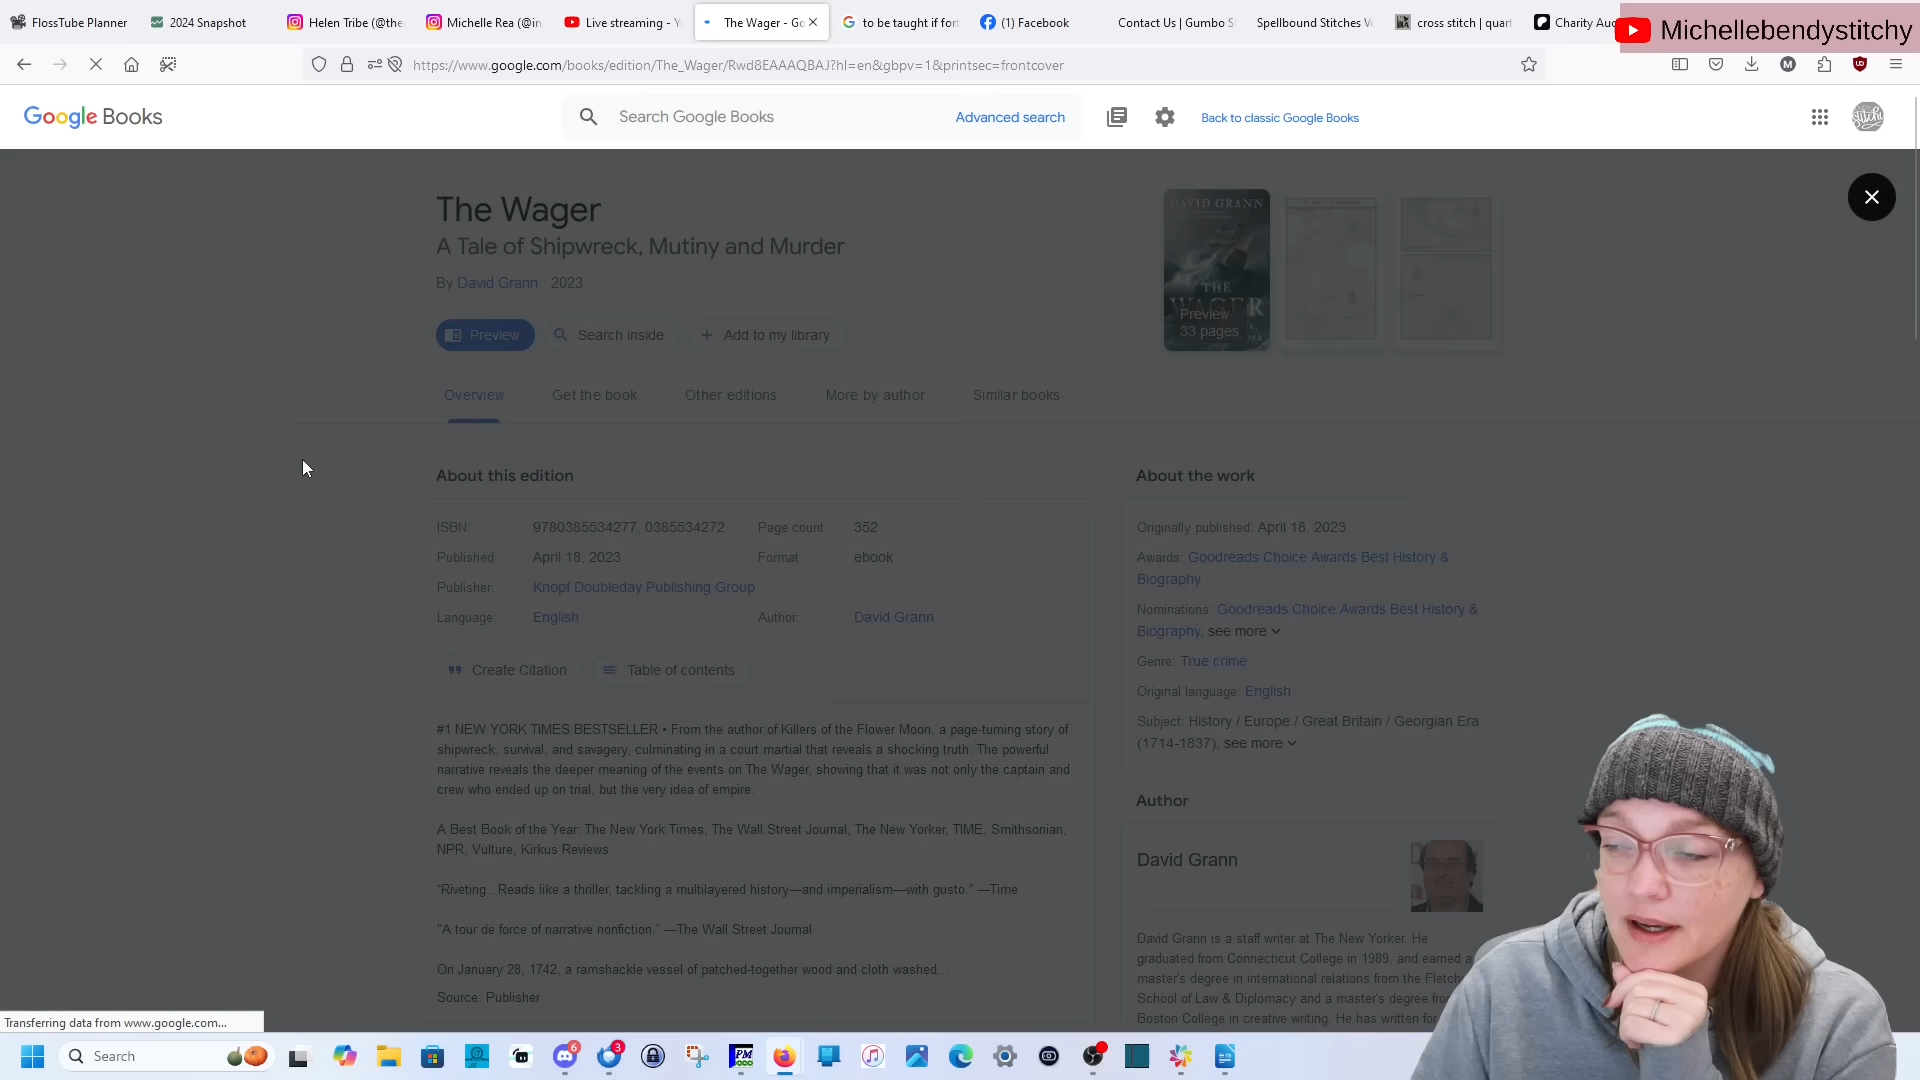 FlossTube Planner
2024 Snapshot
Helen Tribe (@the
Michelle Rea (@in
Live streaming - Y
The Wager - Go
to be taught if for
(1) Facebook
Contact Us | Gumbo S
Spellbound Stitches V
cross stitch | quar
Charity Au
Michellebendystitchy
https://www.google.com/books/edition/The_Wager/Rwd8EAAAQBAJ?hl=en&gbpv=1&printsec=frontcover
Google Books
Search Google Books
Advanced search
Back to classic Google Books
The Wager
A Tale of Shipwreck, Mutiny and Murder
By David Grann · 2023
Preview
Search inside
+ Add to my library
DAVID GRANN
THE
WAGER
Preview
33 pages
Overview
Get the book
Other editions
More by author
Similar books
About this edition
ISBN: 9780385534277, 0385534272
Page count: 352
Published: April 18, 2023
Format: ebook
Publisher: Knopf Doubleday Publishing Group
Language: English
Author: David Grann
Create Citation
Table of contents
#1 NEW YORK TIMES BESTSELLER • From the author of Killers of the Flower Moon, a page-turning story of
shipwreck, survival, and savagery, culminating in a court martial that reveals a shocking truth. The powerful
narrative reveals the deeper meaning of the events on The Wager, showing that it was not only the captain and
crew who ended up on trial, but the very idea of empire.
A Best Book of the Year: The New York Times, The Wall Street Journal, The New Yorker, TIME, Smithsonian,
NPR, Vulture, Kirkus Reviews
“Riveting...Reads like a thriller, tackling a multilayered history—and imperialism—with gusto.” —Time
"A tour de force of narrative nonfiction.” —The Wall Street Journal
On January 28, 1742, a ramshackle vessel of patched-together wood and cloth washed...
Source: Publisher
About the work
Originally published: April 18, 2023
Awards: Goodreads Choice Awards Best History &
Biography
Nominations: Goodreads Choice Awards Best History &
Biography, see more
Genre: True crime
Original language: English
Subject: History / Europe / Great Britain / Georgian Era
(1714-1837), see more
Author
David Grann
David Grann is a staff writer at The New Yorker. He
graduated from Connecticut College in 1989, and earned a
master's degree in international relations from the Fletch
School of Law & Diplomacy and a master's degree fro
Boston College in creative writing. He has written for
Transferring data from www.google.com...
Search
6
3
PM